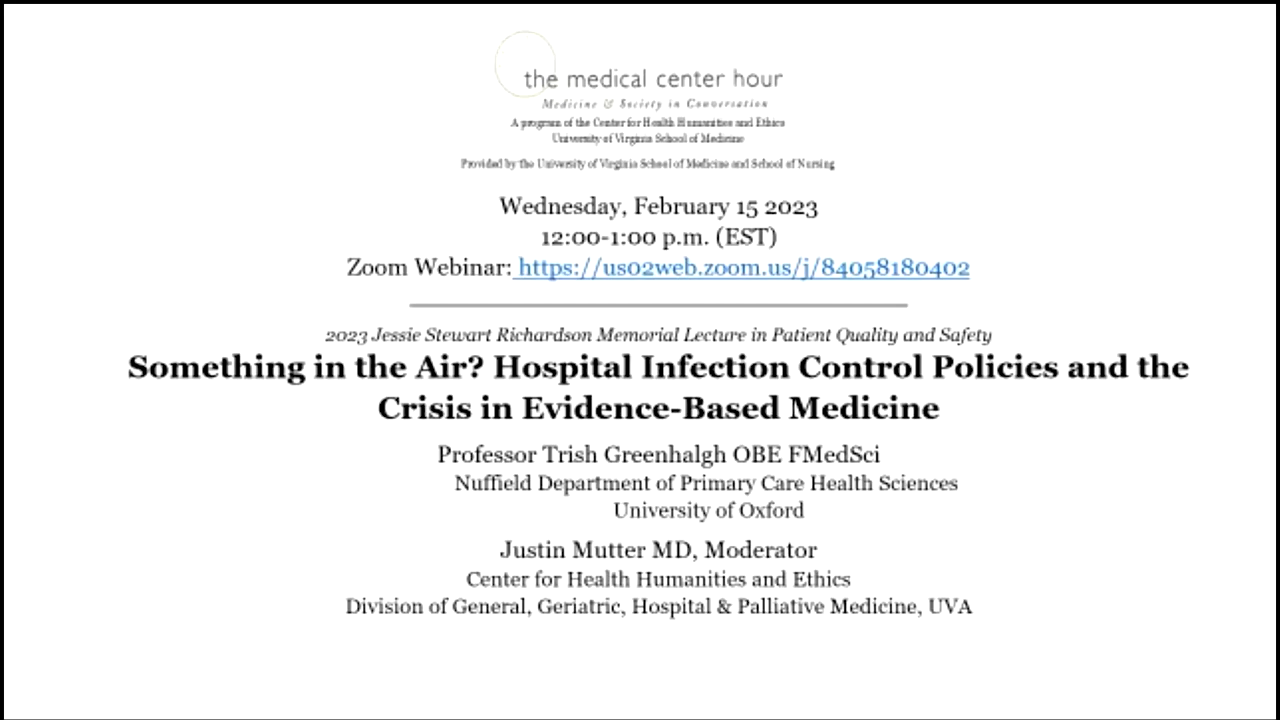 the medical center hour
Medicine & Society in Conversation
A program of the Center for Health Humanities and Ethics
University of Virginia School of Medicine
Provided by the University of Virginia School of Medicine and School of Nursing
Wednesday, February 15 2023
12:00-1:00 p.m. (EST)
Zoom Webinar: https://us02web.zoom.us/j/84058180402
2023 Jessie Stewart Richardson Memorial Lecture in Patient Quality and Safety
Something in the Air? Hospital Infection Control Policies and the
Crisis in Evidence-Based Medicine
Professor Trish Greenhalgh OBE FMedSci
Nuffield Department of Primary Care Health Sciences
University of Oxford
Justin Mutter MD, Moderator
Center for Health Humanities and Ethics
Division of General, Geriatric, Hospital & Palliative Medicine, UVA